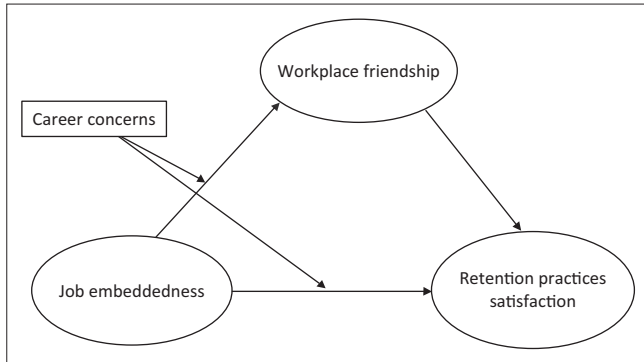 Workplace friendship
Career concerns
Job embeddedness
Retention practices
satisfaction